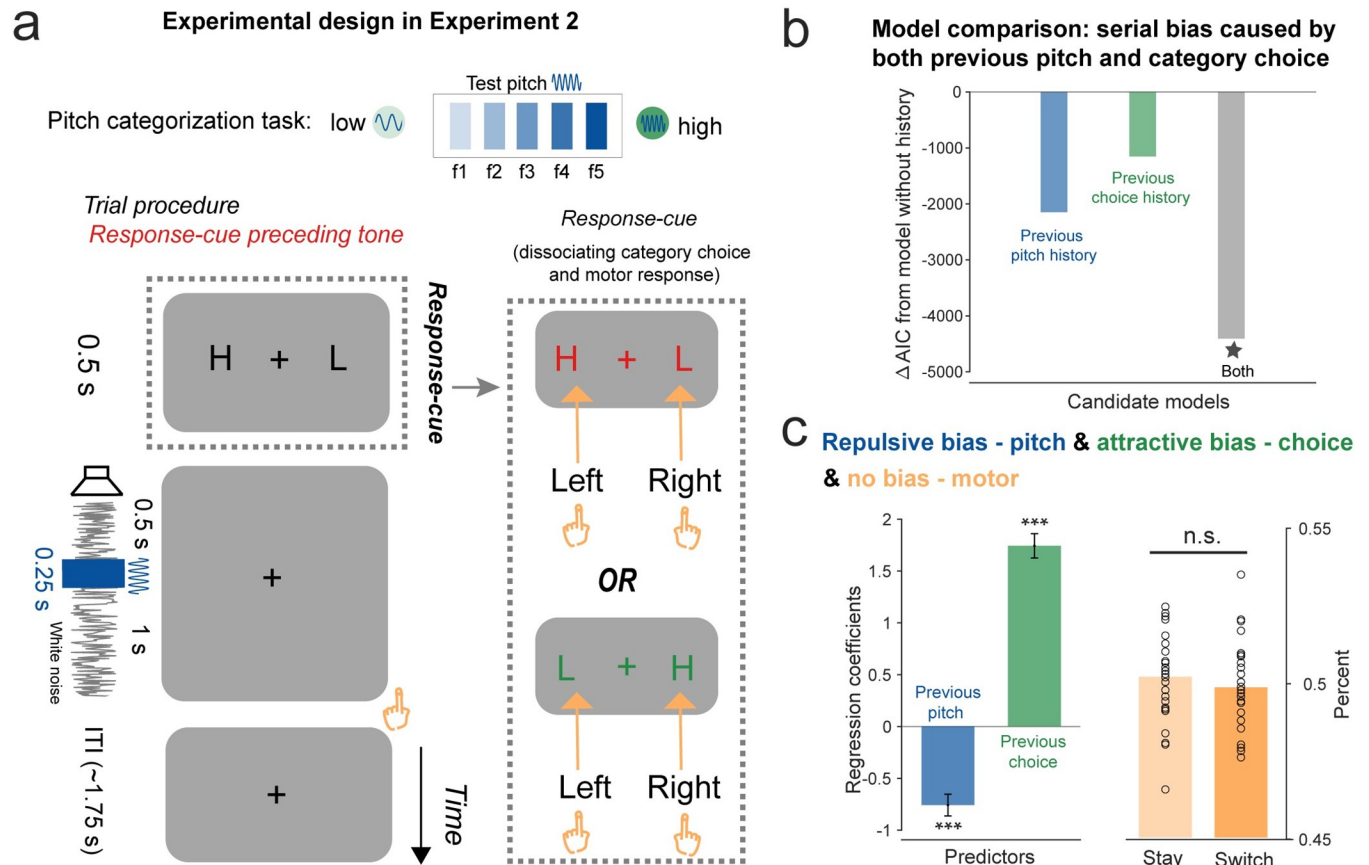 a
Experimental design in Experiment 2
Test pitch
Pitch categorization task: low
high
f1 f2 f3 f4 f5
Trial procedure
Response-cue preceding tone
0.5 s
H + L
Response-cue
0.5 s
0.25 s
1 s
White noise
+
ITI (~1.75 s)
+
Time
Response-cue
(dissociating category choice
and motor response)
H + L
Left Right
OR
L + H
Left Right
b
Model comparison: serial bias caused by
both previous pitch and category choice
Δ AIC from model without history
0
-1000
-2000
-3000
-4000
-5000
Previous
pitch history
Previous
choice history
Both
Candidate models
c
Repulsive bias - pitch & attractive bias - choice
& no bias - motor
Regression coefficients
2
1.5
1
0.5
0
-0.5
-1
Previous
pitch
***
***
Previous
choice
Predictors
n.s.
0.55
0.5
0.45
Percent
Stay Switch